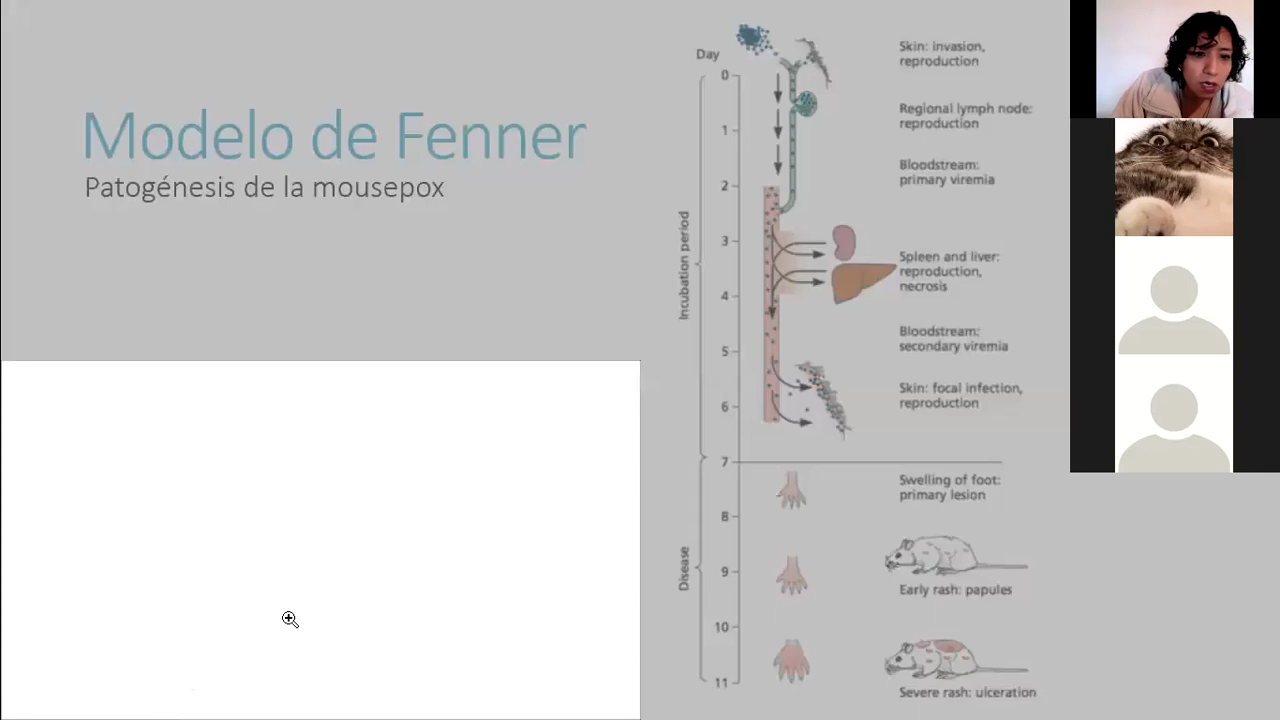 Modelo de Fenner
Patogénesis de la mousepox
Day
0
1
2
3
4
5
6
7
8
9
10
11
Incubation period
Disease
Skin: invasion,
reproduction
Regional lymph node:
reproduction
Bloodstream:
primary viremia
Spleen and liver:
reproduction,
necrosis
Bloodstream:
secondary viremia
Skin: focal infection,
reproduction
Swelling of foot:
primary lesion
Early rash: papules
Severe rash: ulceration